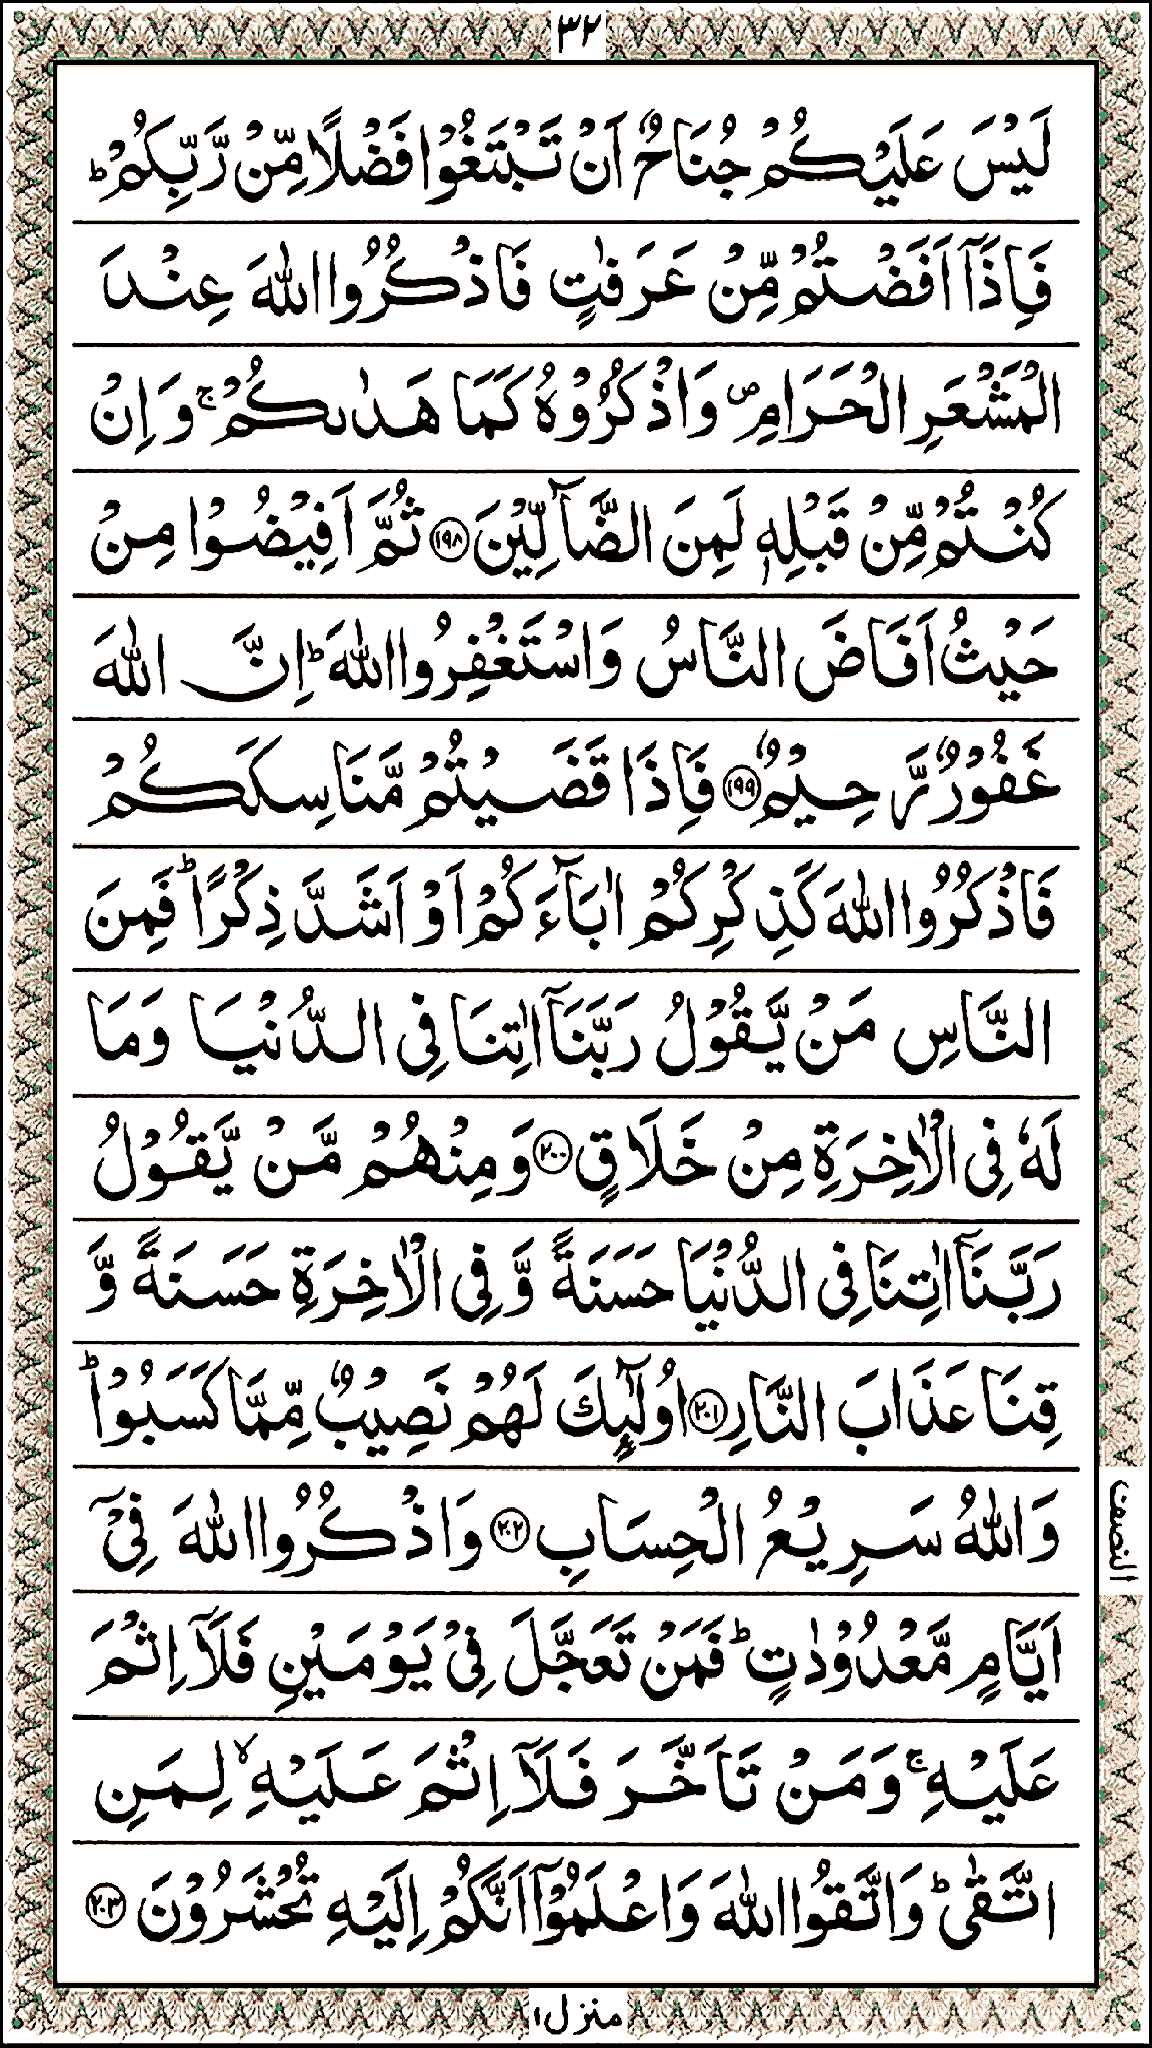 ٣٢
لَيْسَ عَلَيْكُمْ جُنَاحٌ اَنْ تَبْتَغُوْا فَضْلًا مِّنْ رَّبِّكُمْ ؕ
فَاِذَاۤ اَفَضْتُمْ مِّنْ عَرَفٰتٍ فَاذْكُرُوا اللّٰهَ عِنْدَ
الْمَشْعَرِ الْحَرَامِ ۪ وَاذْكُرُوْهُ كَمَا هَدٰىكُمْ ۚ وَاِنْ
كُنْتُمْ مِّنْ قَبْلِهٖ لَمِنَ الضَّآلِّيْنَ ﴿۱۹۸﴾ ثُمَّ اَفِيْضُوْا مِنْ
حَيْثُ اَفَاضَ النَّاسُ وَاسْتَغْفِرُوا اللّٰهَ ؕ اِنَّ اللّٰهَ
غَفُوْرٌ رَّحِيْمٌ ﴿۱۹۹﴾ فَاِذَا قَضَيْتُمْ مَّنَاسِكَكُمْ
فَاذْكُرُوا اللّٰهَ كَذِكْرِكُمْ اٰبَآءَكُمْ اَوْ اَشَدَّ ذِكْرًا ؕ فَمِنَ
النَّاسِ مَنْ يَّقُوْلُ رَبَّنَاۤ اٰتِنَا فِى الدُّنْيَا وَمَا
لَهٗ فِى الْاٰخِرَةِ مِنْ خَلَاقٍ ﴿۲۰۰﴾ وَمِنْهُمْ مَّنْ يَّقُوْلُ
رَبَّنَاۤ اٰتِنَا فِى الدُّنْيَا حَسَنَةً وَّفِى الْاٰخِرَةِ حَسَنَةً وَّ
قِنَا عَذَابَ النَّارِ ﴿۲۰۱﴾ اُولٰٓئِكَ لَهُمْ نَصِيْبٌ مِّمَّا كَسَبُوْا ؕ
وَاللّٰهُ سَرِيْعُ الْحِسَابِ ﴿۲۰۲﴾ وَاذْكُرُوا اللّٰهَ فِىْۤ
النصف
اَيَّامٍ مَّعْدُوْدٰتٍ ؕ فَمَنْ تَعَجَّلَ فِىْ يَوْمَيْنِ فَلَاۤ اِثْمَ
عَلَيْهِ ۚ وَمَنْ تَاَخَّرَ فَلَاۤ اِثْمَ عَلَيْهِ ۙ لِمَنِ
اتَّقٰى ؕ وَاتَّقُوا اللّٰهَ وَاعْلَمُوْۤا اَنَّكُمْ اِلَيْهِ تُحْشَرُوْنَ ﴿۲۰۳﴾
منزل ۱